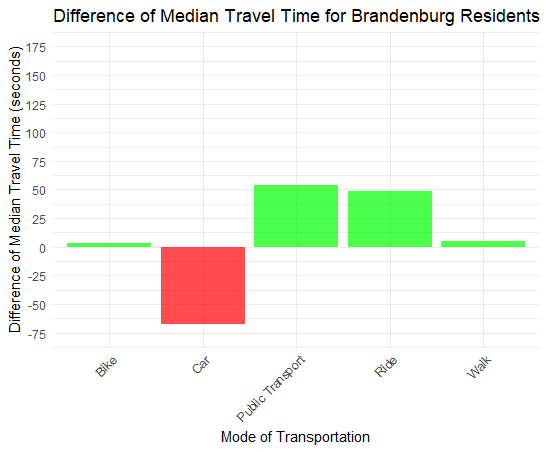 Difference of Median Travel Time for Brandenburg Residents
Difference of Median Travel Time (seconds)
175
150
125
100
75
50
25
0
-25
-50
-75
Bike
Car
Public Transport
Ride
Walk
Mode of Transportation